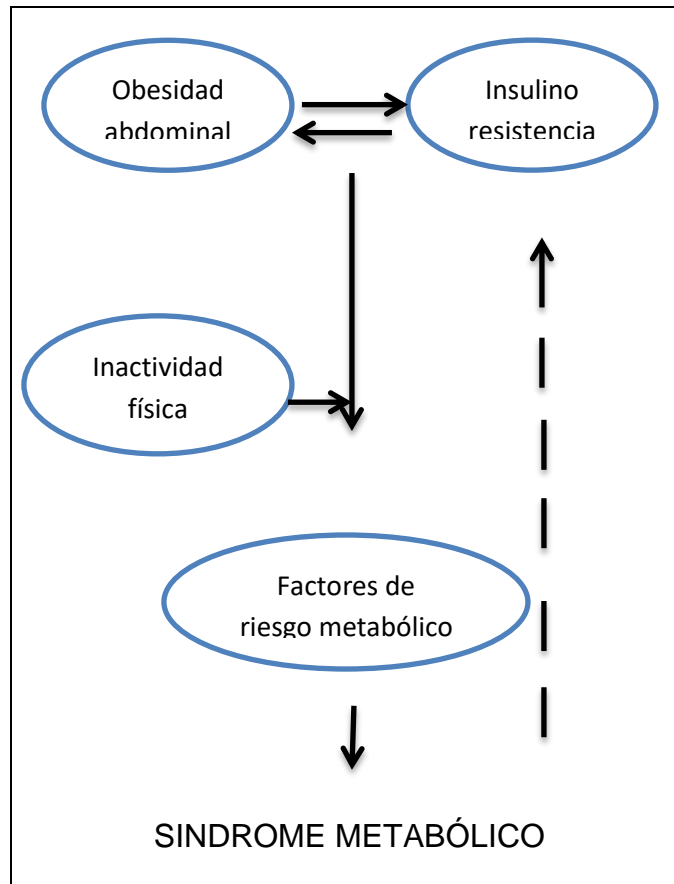 Obesidad
abdominal
Insulino
resistencia
Inactividad
física
Factores de
riesgo metabólico
SINDROME METABÓLICO